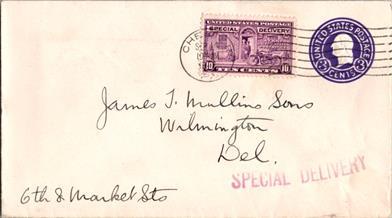 UNITED STATES POSTAGE
SPECIAL DELIVERY
10 TEN CENTS 10
UNITED STATES POSTAGE
3 CENTS 3
James T. Mullins Sons
Wilmington
Del.
SPECIAL DELIVERY
6th & Market Sts